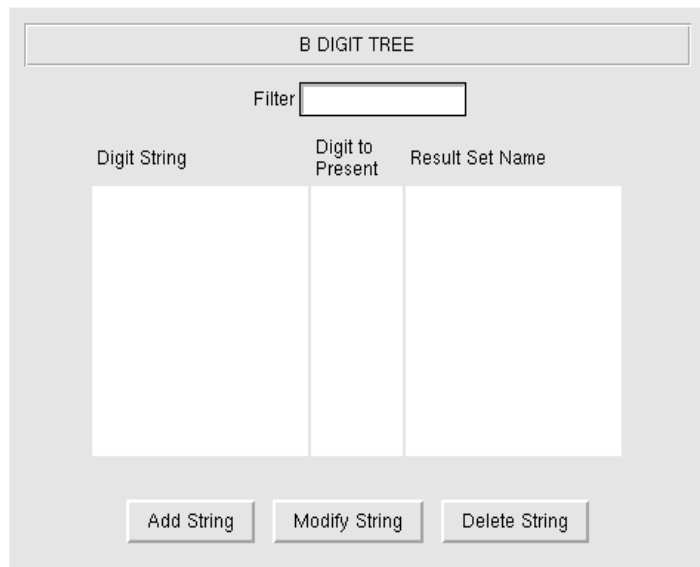 B DIGIT TREE
Filter
Digit String
Digit to
Present
Result Set Name
Add String
Modify String
Delete String